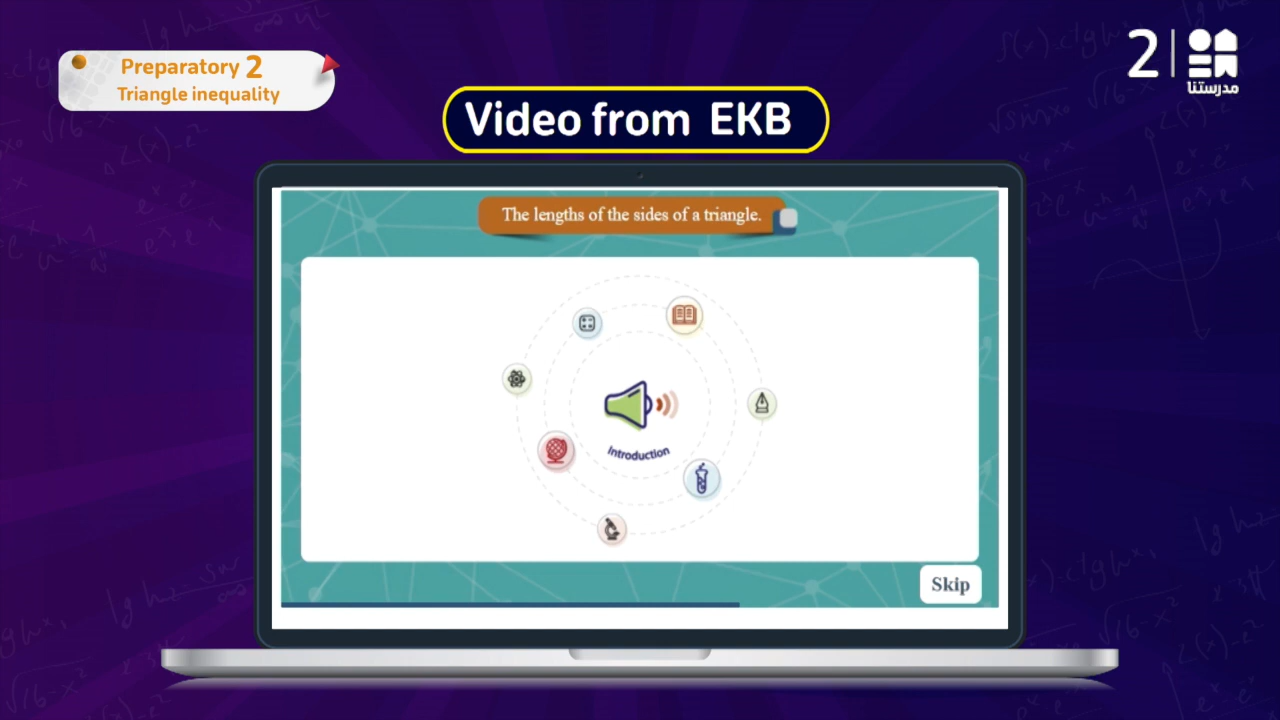 Preparatory 2
Triangle inequality
2
مدرستنا
Video from EKB
The lengths of the sides of a triangle.
Introduction
Skip